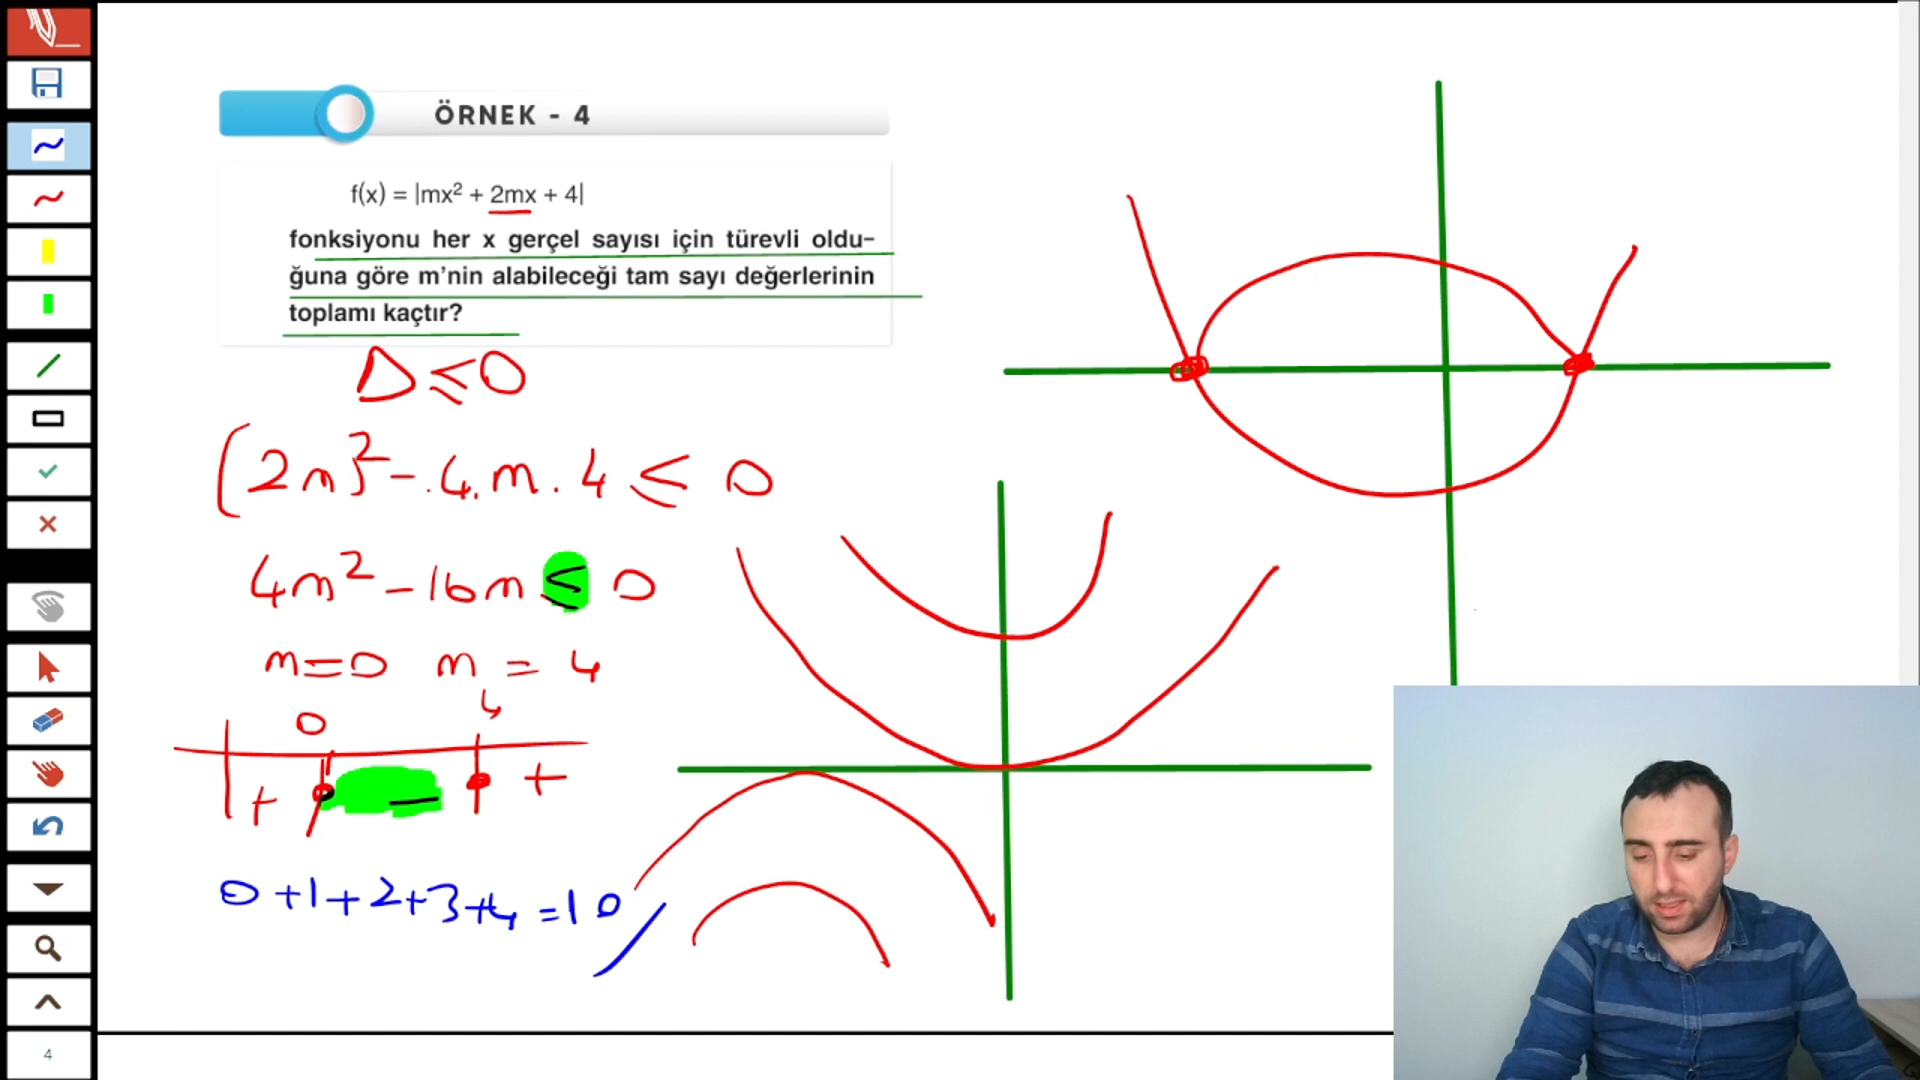 ÖRNEK - 4
f(x) = |mx² + 2mx + 4|
fonksiyonu her x gerçel sayısı için türevli oldu-
ğuna göre m'nin alabileceği tam sayı değerlerinin
toplamı kaçtır?
Δ ≤ 0
(2m)² - 4.m.4 ≤ 0
4m² - 16m ≤ 0
m=0 m = 4
0 4
+ - +
0+1+2+3+4=10
4